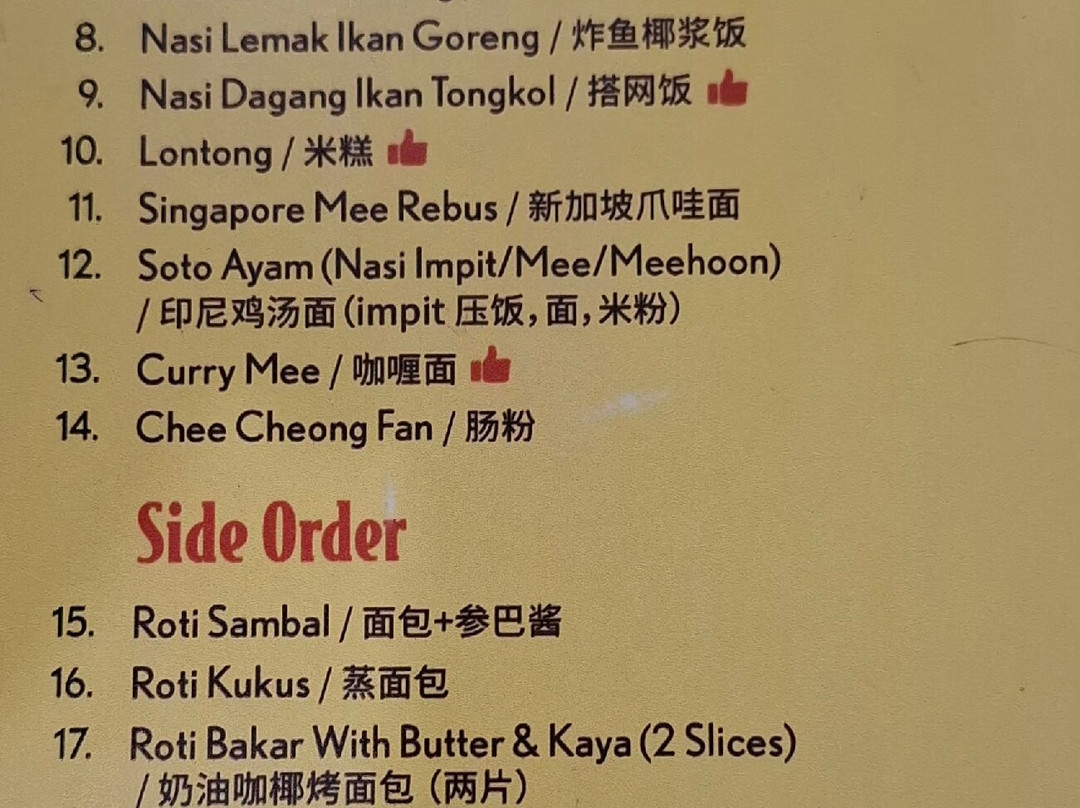 8. Nasi Lemak Ikan Goreng / 炸鱼椰浆饭
9. Nasi Dagang Ikan Tongkol / 搭网饭
10. Lontong / 米糕
11. Singapore Mee Rebus / 新加坡爪哇面
12. Soto Ayam (Nasi Impit/Mee/Meehoon)
/ 印尼鸡汤面 (impit 压饭, 面, 米粉)
13. Curry Mee / 咖喱面
14. Chee Cheong Fan / 肠粉
Side Order
15. Roti Sambal / 面包+参巴酱
16. Roti Kukus / 蒸面包
17. Roti Bakar With Butter & Kaya (2 Slices)
/ 奶油咖椰烤面包 (两片)